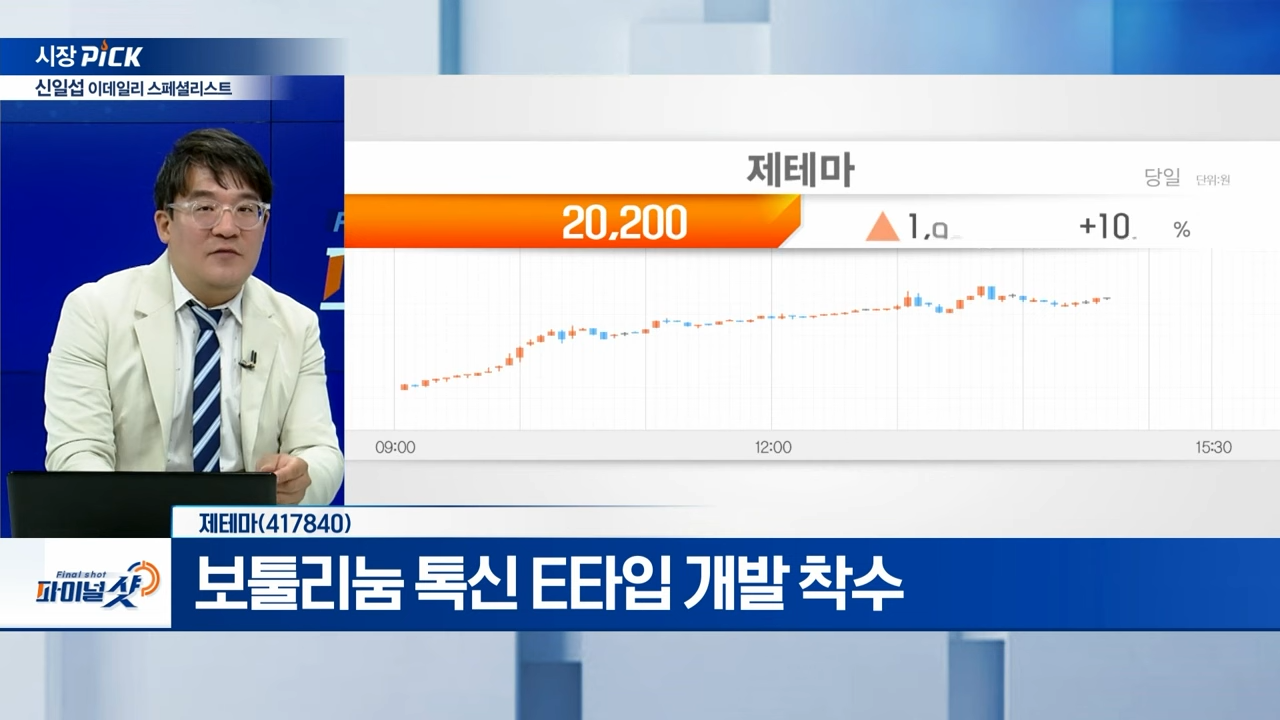 시장 PICK
신일섭 이데일리 스페셜리스트
제테마
당일 단위:원
20,200
+10 %
09:00
12:00
15:30
제테마(417840)
Final shot
파이널샷
보툴리눔 톡신 E타입 개발 착수